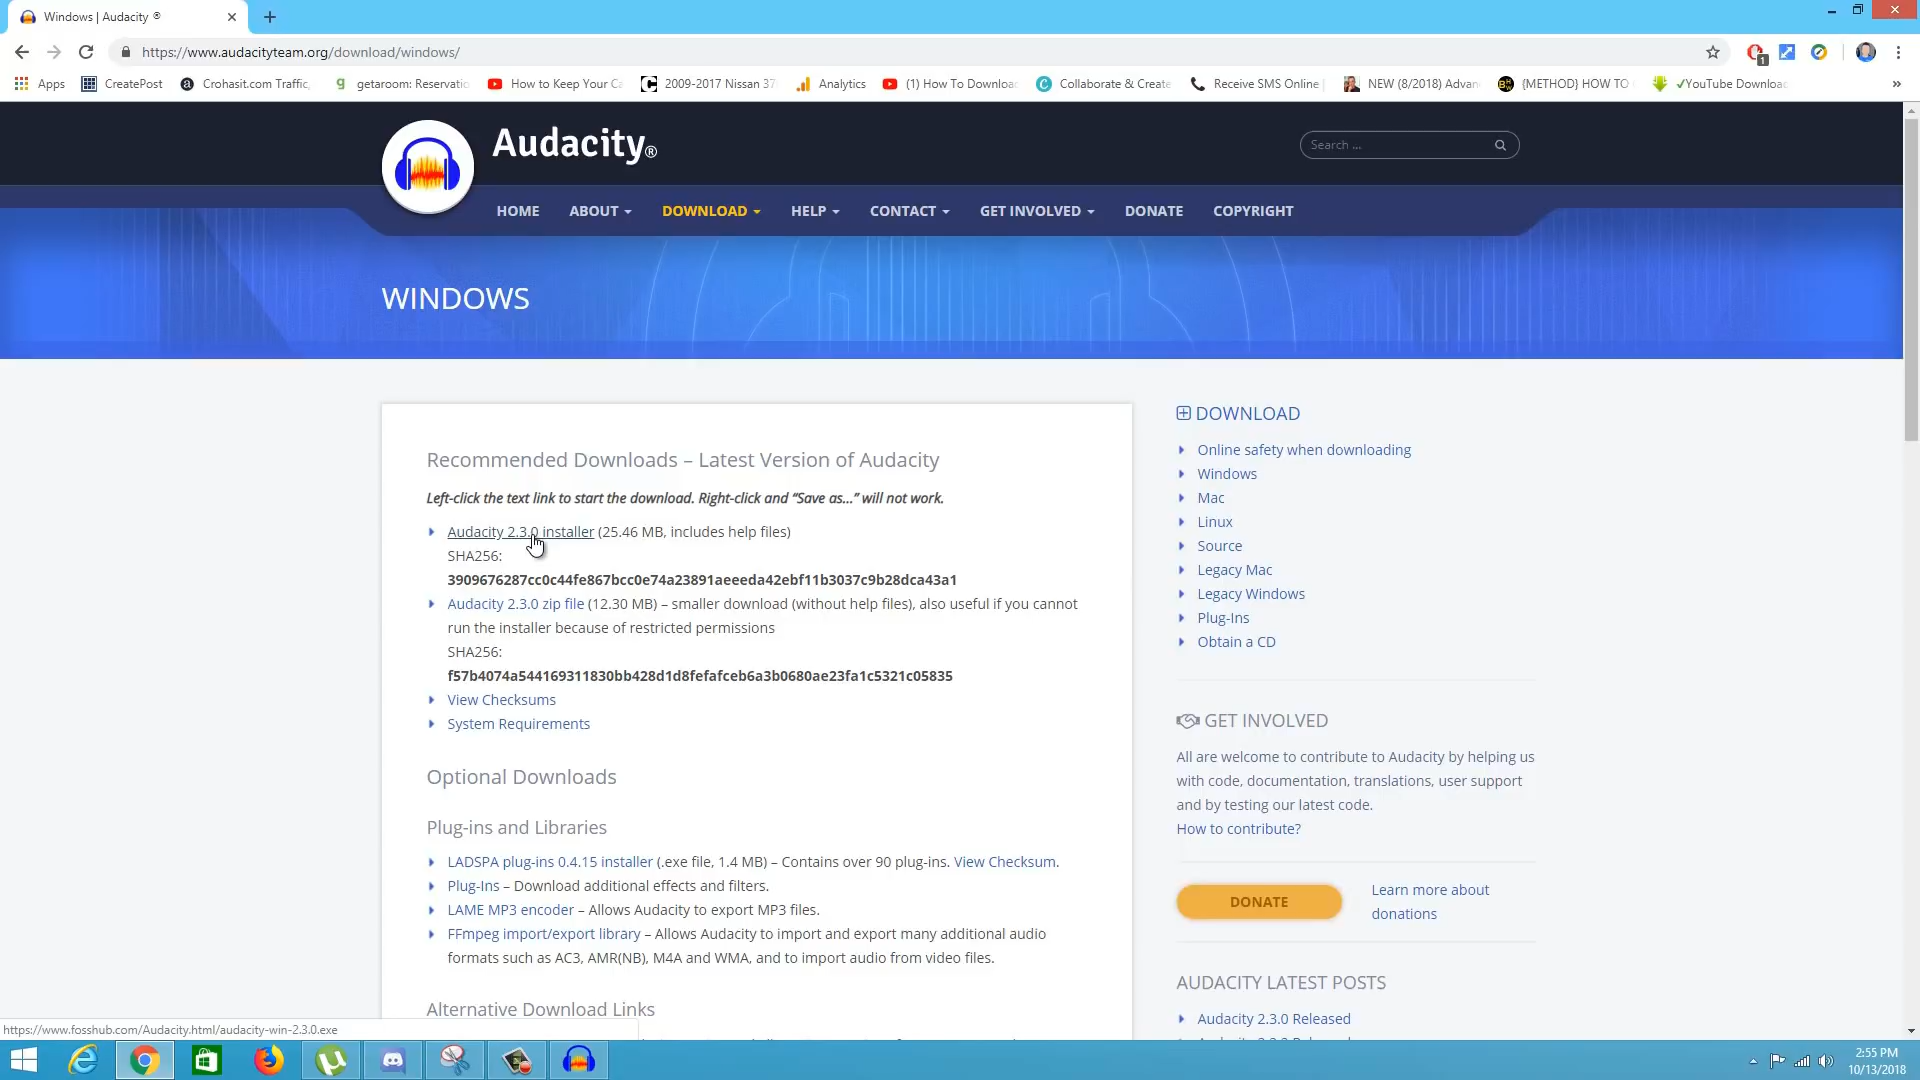 Windows | Audacity ®
https://www.audacityteam.org/download/windows/
1
Apps CreatePost Crohasit.com Traffic, getaroom: Reservatio How to Keep Your Ca 2009-2017 Nissan 37 Analytics (1) How To Downloa Collaborate & Create Receive SMS Online | NEW (8/2018) Advan {METHOD} HOW TO ✓YouTube Downloa »
Audacity®
Search ...
HOME ABOUT DOWNLOAD HELP CONTACT GET INVOLVED DONATE COPYRIGHT
WINDOWS
Recommended Downloads – Latest Version of Audacity
Left-click the text link to start the download. Right-click and “Save as...” will not work.
Audacity 2.3.0 installer (25.46 MB, includes help files)
SHA256:
3909676287cc0c44fe867bcc0e74a23891aeeeda42ebf11b3037c9b28dca43a1
Audacity 2.3.0 zip file (12.30 MB) – smaller download (without help files), also useful if you cannot
run the installer because of restricted permissions
SHA256:
f57b4074a544169311830bb428d1d8fefafceb6a3b0680ae23fa1c5321c05835
View Checksums
System Requirements
Optional Downloads
Plug-ins and Libraries
LADSPA plug-ins 0.4.15 installer (.exe file, 1.4 MB) – Contains over 90 plug-ins. View Checksum.
Plug-Ins – Download additional effects and filters.
LAME MP3 encoder – Allows Audacity to export MP3 files.
FFmpeg import/export library – Allows Audacity to import and export many additional audio
formats such as AC3, AMR(NB), M4A and WMA, and to import audio from video files.
Alternative Download Links
DOWNLOAD
Online safety when downloading
Windows
Mac
Linux
Source
Legacy Mac
Legacy Windows
Plug-Ins
Obtain a CD
GET INVOLVED
All are welcome to contribute to Audacity by helping us
with code, documentation, translations, user support
and by testing our latest code.
How to contribute?
DONATE
Learn more about
donations
AUDACITY LATEST POSTS
Audacity 2.3.0 Released
https://www.fosshub.com/Audacity.html/audacity-win-2.3.0.exe
2:55 PM
10/13/2018